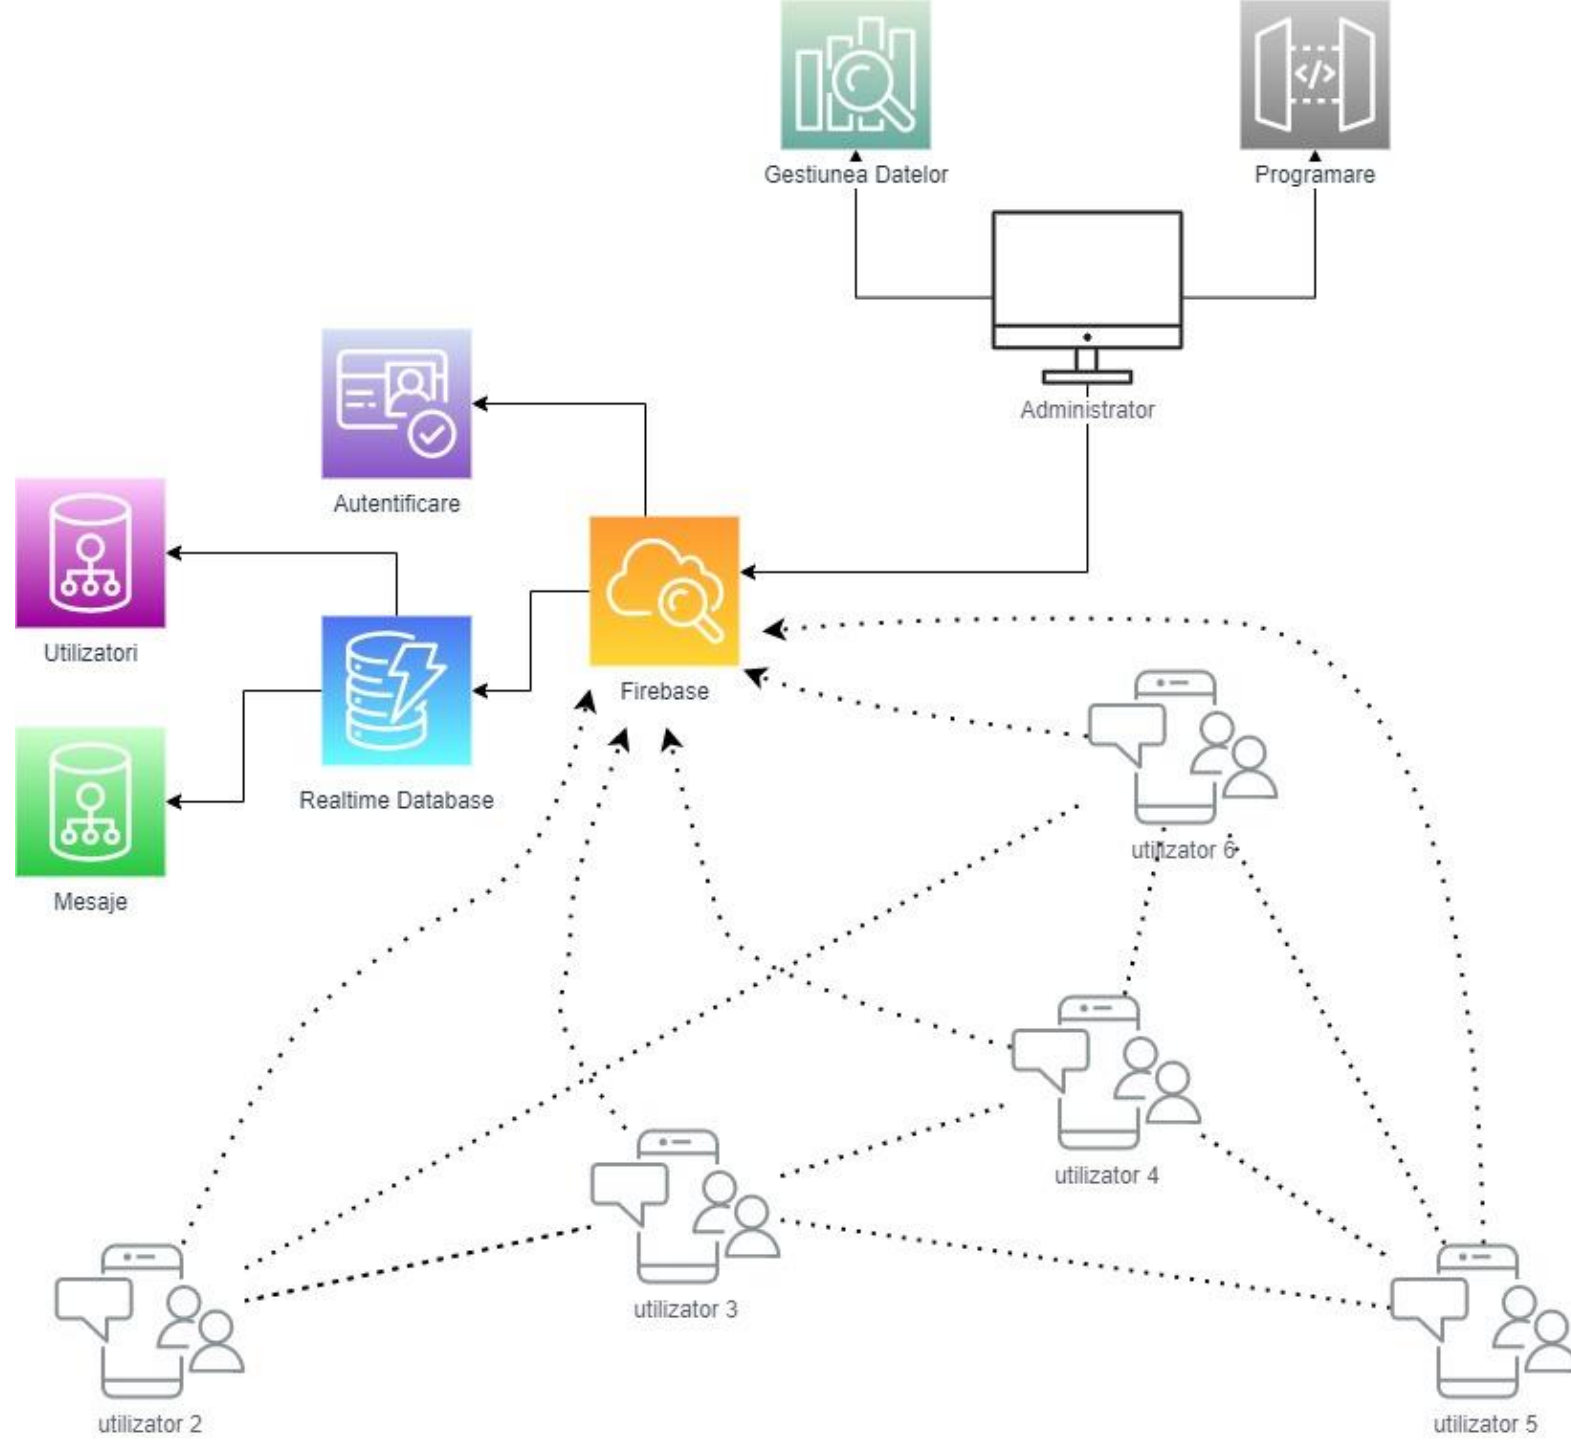 Gestiunea Datelor
Programare
</>
Administrator
Autentificare
Utilizatori
Firebase
Realtime Database
utilizator 6
Mesaje
utilizator 4
utilizator 3
utilizator 2
utilizator 5